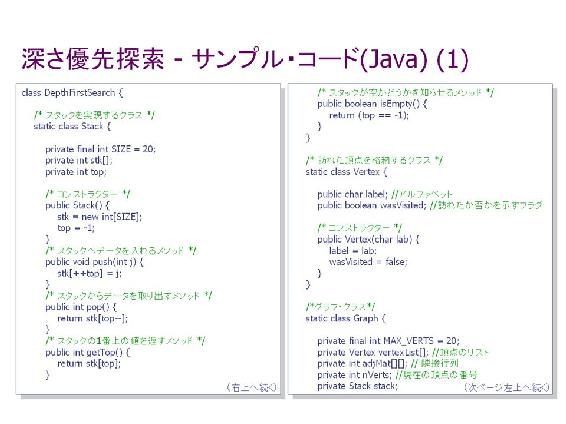 深さ優先探索 - サンプル・コード(Java) (1)
class DepthFirstSearch {
/* スタックを実現するクラス */
static class Stack {
private final int SIZE = 20;
private int stk[];
private int top;
/* コンストラクター */
public Stack() {
stk = new int[SIZE];
top = -1;
}
/* スタックへデータを入れるメソッド */
public void push(int j) {
stk[++top] = j;
}
/* スタックからデータを取り出すメソッド */
public int pop() {
return stk[top--];
}
/* スタックの1番上の値を返すメソッド */
public int getTop() {
return stk[top];
}
(右上へ続く)
/* スタックが空かどうかを知らせるメソッド */
public boolean isEmpty() {
return (top == -1);
}
}
/* 訪れた頂点を格納するクラス */
static class Vertex {
public char label; //アルファベット
public boolean wasVisited; //訪れたか否かを示すフラグ
/* コンストラクター */
public Vertex(char lab) {
label = lab;
wasVisited = false;
}
}
/*グラフ・クラス*/
static class Graph {
private final int MAX_VERTS = 20;
private Vertex vertexList[]; //頂点のリスト
private int adjMat[][]; // 隣接行列
private int nVerts; //現在の頂点の番号
private Stack stack;
(次ページ左上へ続く)